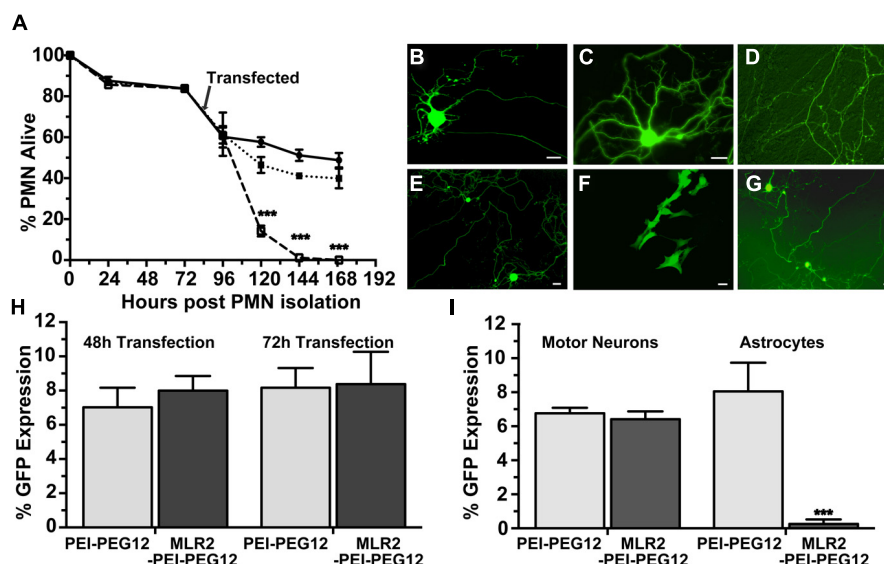 A
100
80
60
40
20
0
% PMN Alive
Transfected
***
***
***
0 24 48 72 96 120 144 168 192
Hours post PMN isolation
B
C
D
E
F
G
H
12
10
8
6
4
2
0
% GFP Expression
48h Transfection
72h Transfection
PEI-PEG12
MLR2
-PEI-PEG12
PEI-PEG12
MLR2
-PEI-PEG12
I
12
10
8
6
4
2
0
% GFP Expression
Motor Neurons
Astrocytes
***
PEI-PEG12
MLR2
-PEI-PEG12
PEI-PEG12
MLR2
-PEI-PEG12